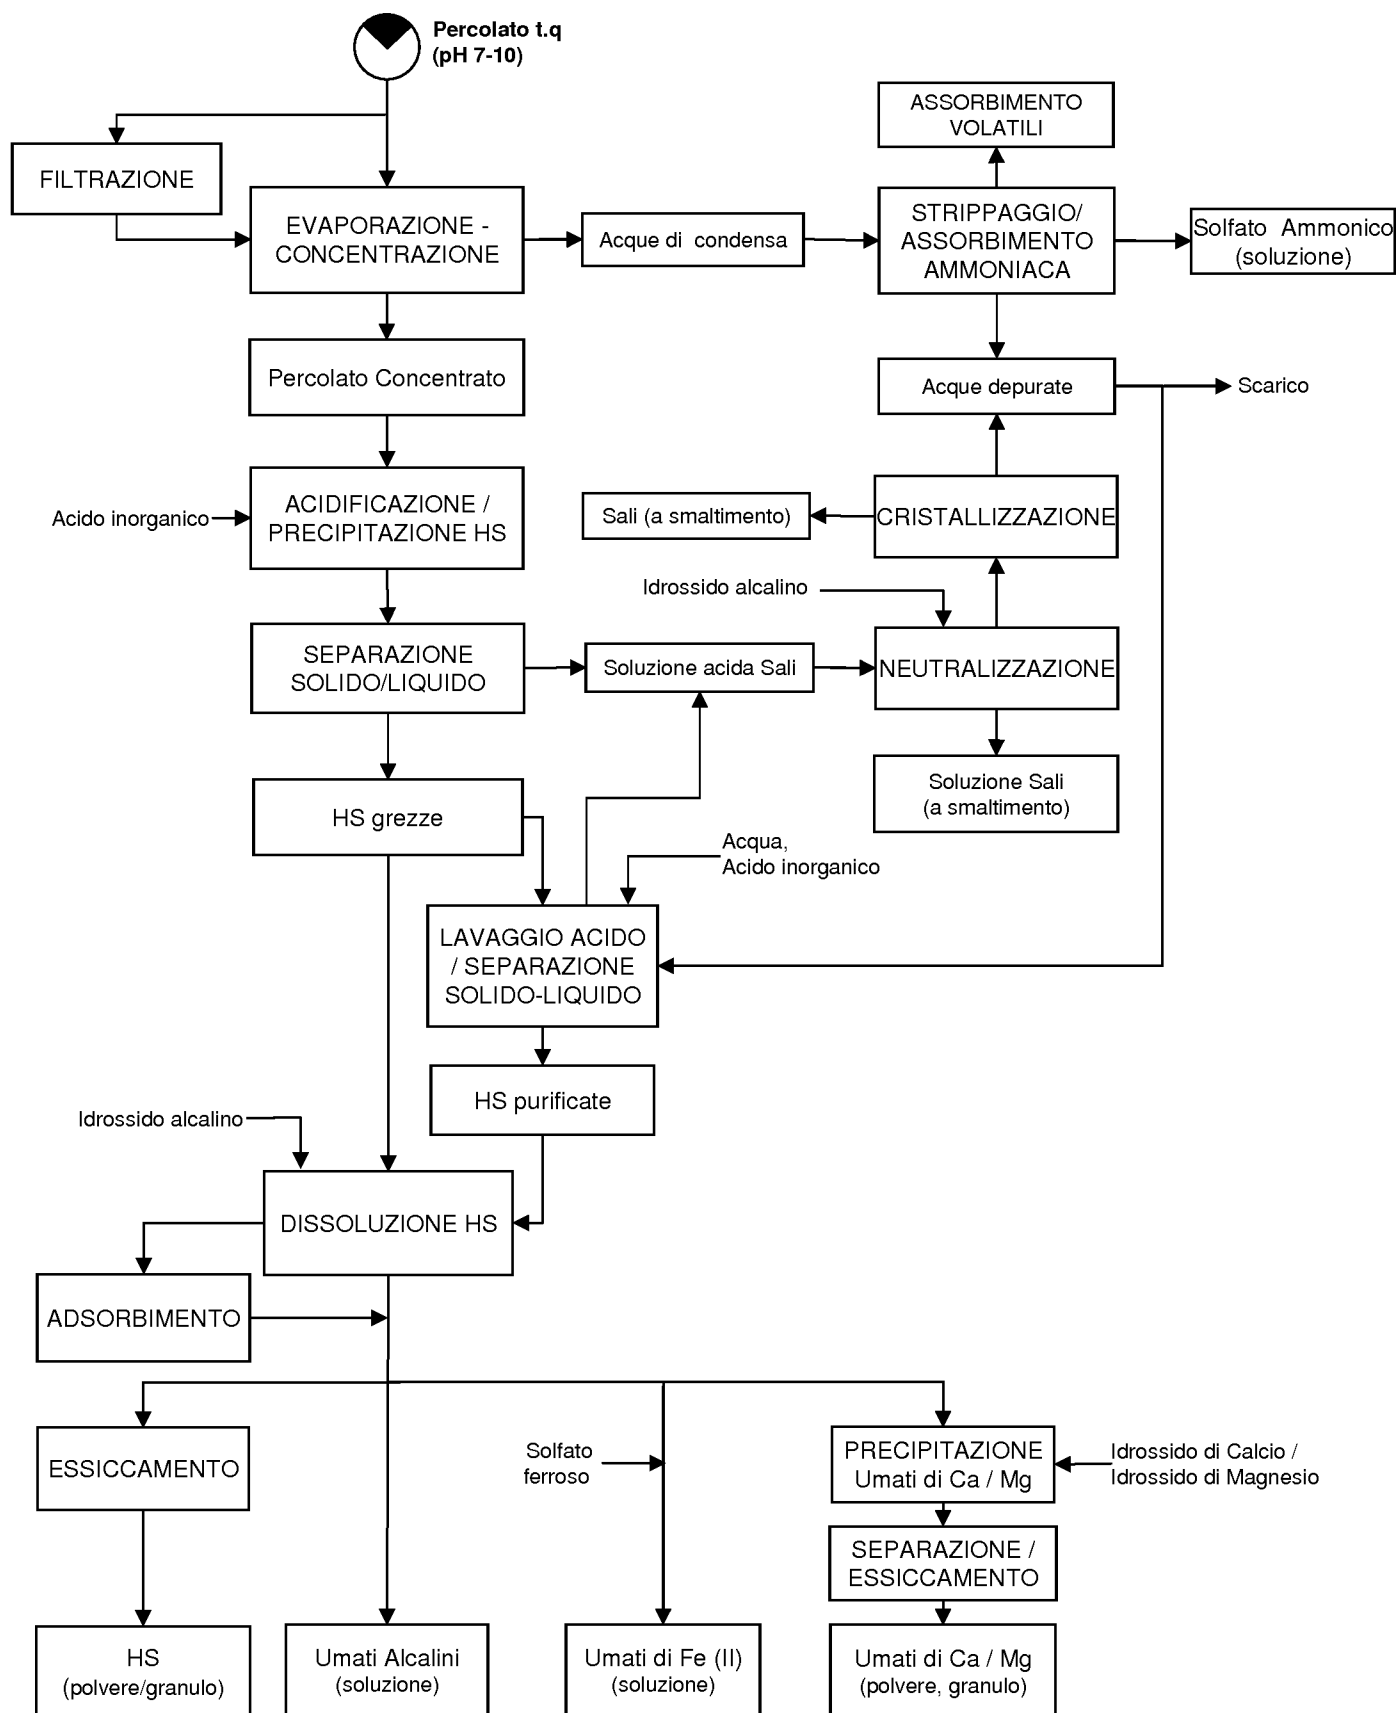 Percolato t.q
(pH 7-10)
ASSORBIMENTO
VOLATILI
FILTRAZIONE
EVAPORAZIONE -
CONCENTRAZIONE
Acque di condensa
STRIPPAGGIO/
ASSORBIMENTO
AMMONIACA
Solfato Ammonico
(soluzione)
Percolato Concentrato
Acque depurate
Scarico
Acido inorganico
ACIDIFICAZIONE /
PRECIPITAZIONE HS
Sali (a smaltimento)
CRISTALLIZZAZIONE
Idrossido alcalino
SEPARAZIONE
SOLIDO/LIQUIDO
Soluzione acida Sali
NEUTRALIZZAZIONE
HS grezze
Soluzione Sali
(a smaltimento)
Acqua,
Acido inorganico
LAVAGGIO ACIDO
/ SEPARAZIONE
SOLIDO-LIQUIDO
HS purificate
Idrossido alcalino
DISSOLUZIONE HS
ADSORBIMENTO
ESSICCAMENTO
Solfato
ferroso
PRECIPITAZIONE
Umati di Ca / Mg
Idrossido di Calcio /
Idrossido di Magnesio
SEPARAZIONE /
ESSICCAMENTO
HS
(polvere/granulo)
Umati Alcalini
(soluzione)
Umati di Fe (II)
(soluzione)
Umati di Ca / Mg
(polvere, granulo)